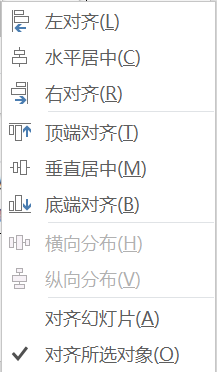 左对齐(L)
水平居中(C)
右对齐(R)
顶端对齐(T)
垂直居中(M)
底端对齐(B)
横向分布(H)
纵向分布(V)
对齐幻灯片(A)
对齐所选对象(O)